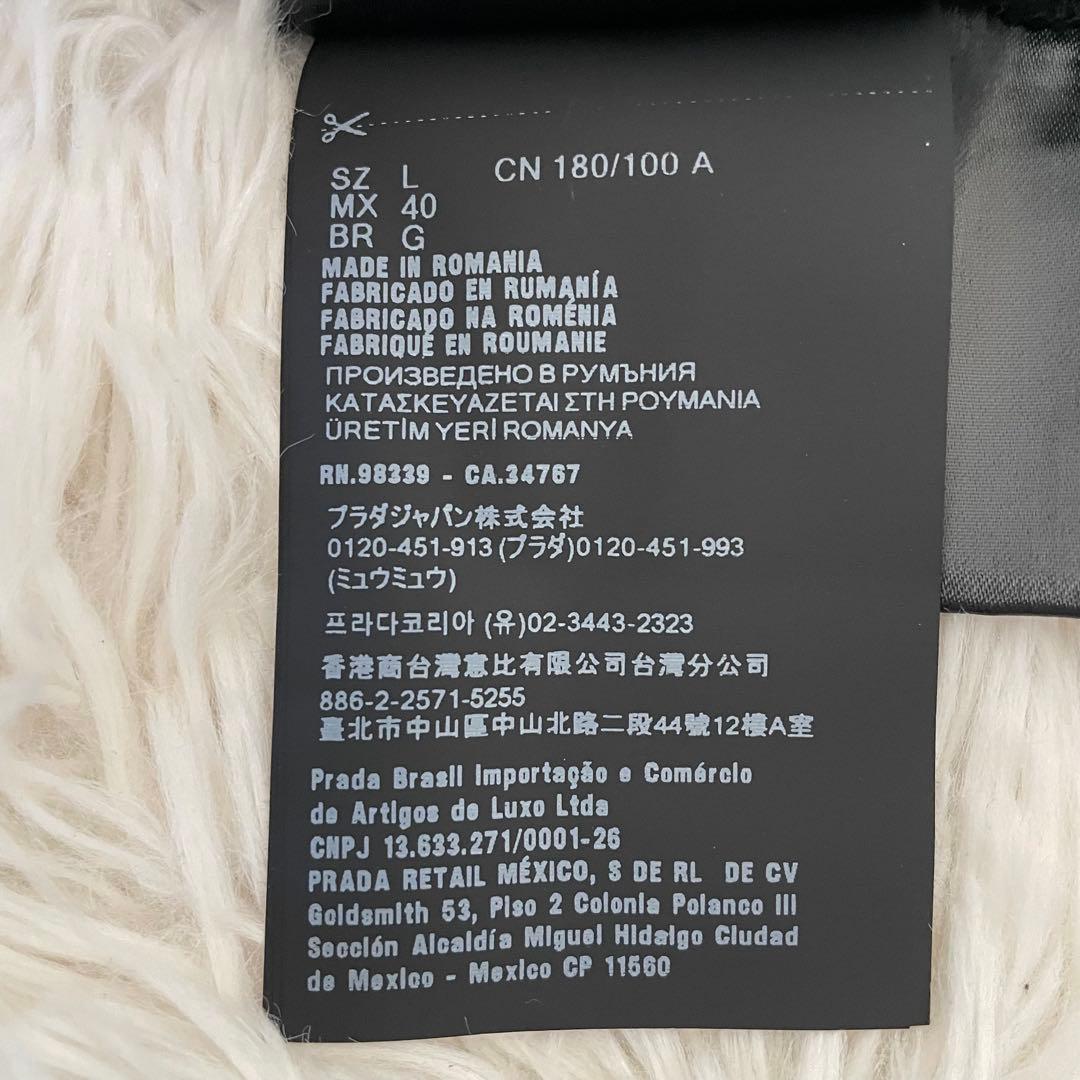 SZ L CN 180/100 A
MX 40
BR G
MADE IN ROMANIA
FABRICADO EN RUMANÍA
FABRICADO NA ROMÉNIA
FABRIQUÉ EN ROUMANIE
ПРОИЗВЕДЕНО В РУМЪНИЯ
ΚΑΤΑΣΚΕΥΑΖΕΤΑΙ ΣΤΗ ΡΟΥΜΑΝΙΑ
ÜRETİM YERİ ROMANYA
RN.98339 - CA.34767
プラダジャパン株式会社
0120-451-913 (プラダ)0120-451-993
(ミュウミュウ)
프라다코리아 (유)02-3443-2323
香港商台灣惠比有限公司台灣分公司
886-2-2571-5255
臺北市中山區中山北路二段44號12樓A室
Prada Brasil Importação e Comércio
de Artigos de Luxo Ltda
CNPJ 13.633.271/0001-26
PRADA RETAIL MÉXICO, S DE RL DE CV
Goldsmith 53, Piso 2 Colonia Polanco III
Sección Alcaldía Miguel Hidalgo Ciudad
de Mexico - Mexico CP 11560